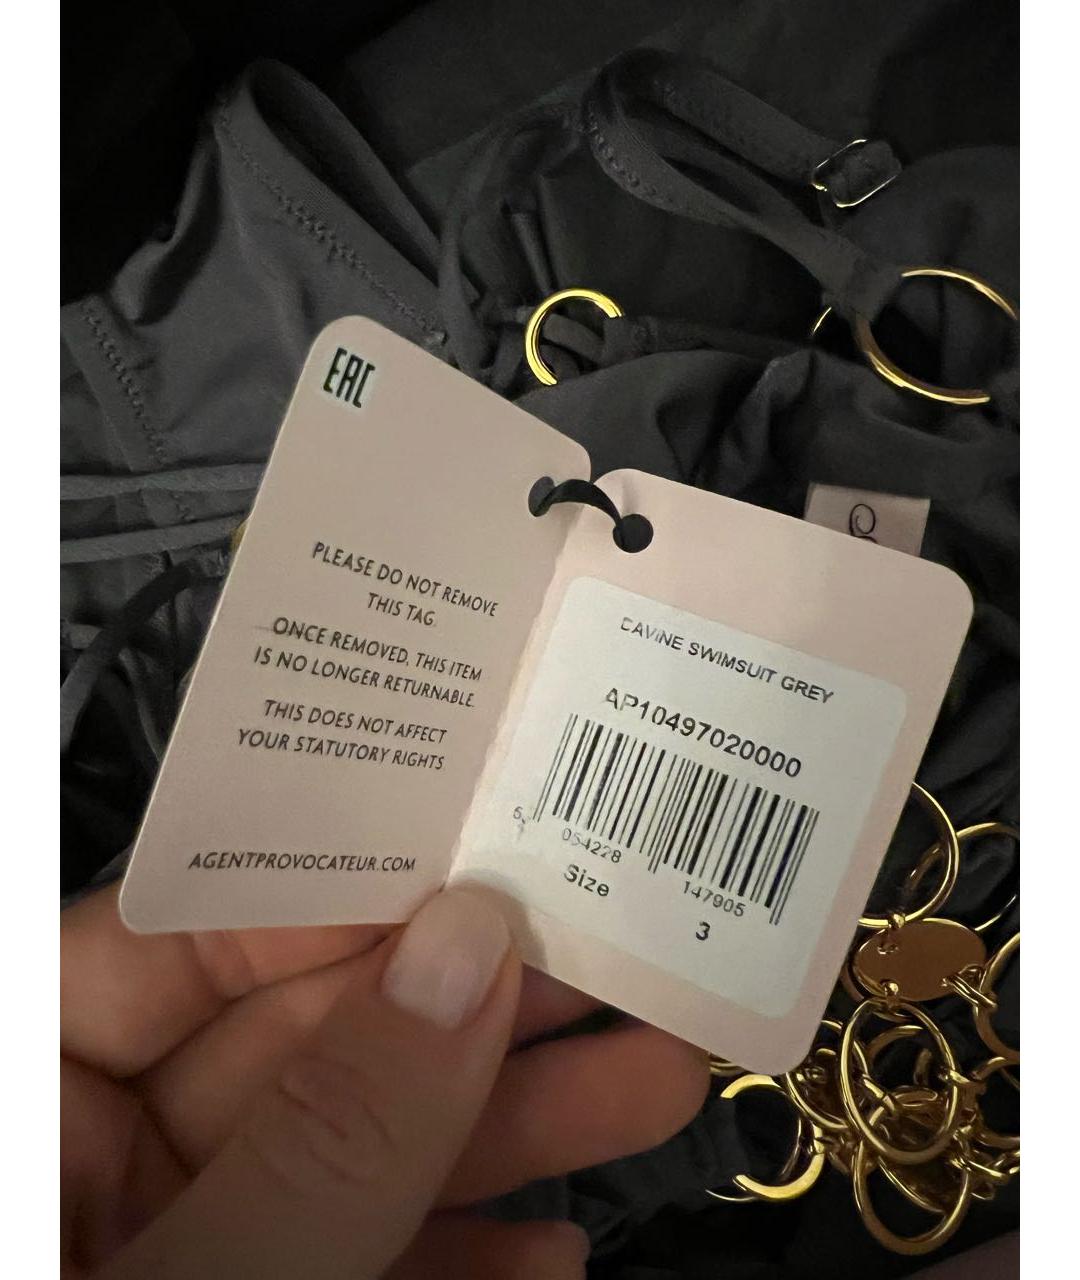 EAC
PLEASE DO NOT REMOVE
THIS TAG.
ONCE REMOVED, THIS ITEM
IS NO LONGER RETURNABLE.
THIS DOES NOT AFFECT
YOUR STATUTORY RIGHTS
AGENTPROVOCATEUR.COM
SWIMSUIT GREY
AP10497020000
054228
147905
Size
3